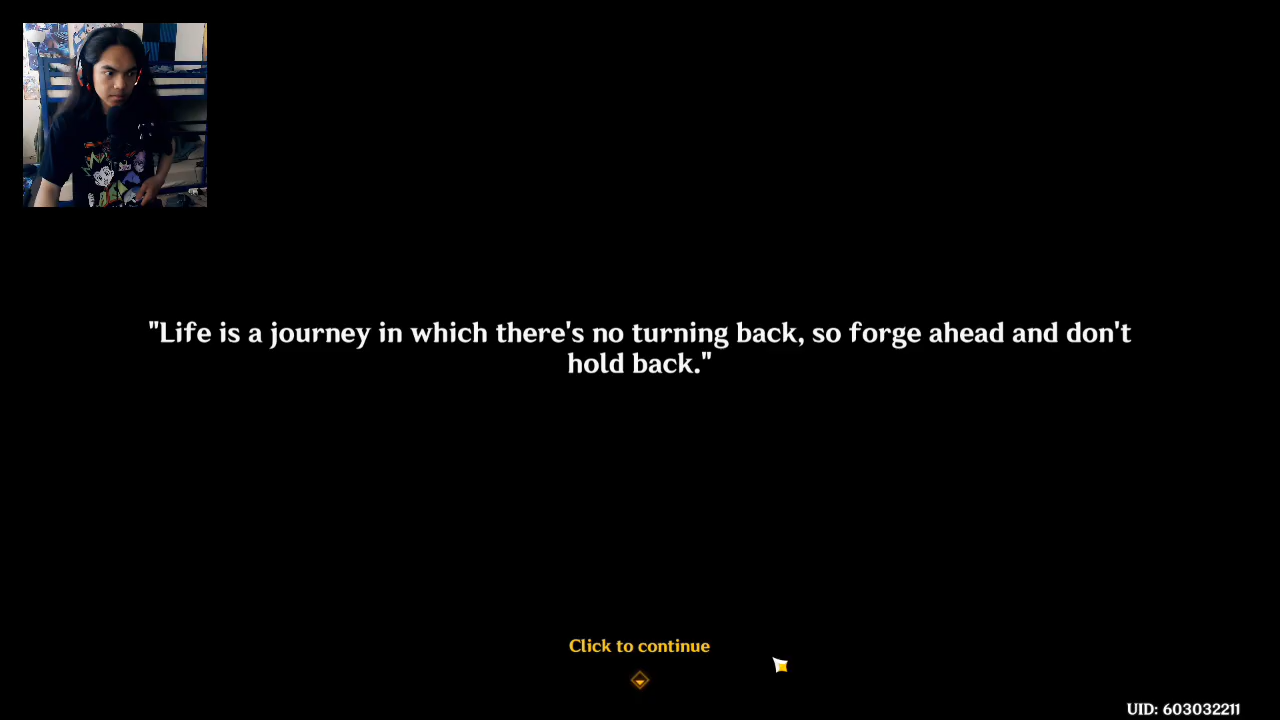 "Life is a journey in which there's no turning back, so forge ahead and don't
hold back."
Click to continue
UID: 603032211